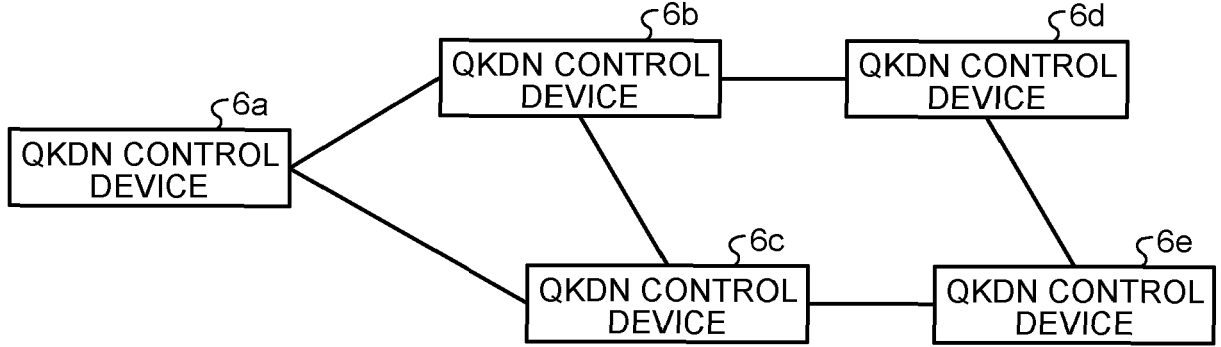 6b
QKDN CONTROL
DEVICE
6d
QKDN CONTROL
DEVICE
6a
QKDN CONTROL
DEVICE
6c
QKDN CONTROL
DEVICE
6e
QKDN CONTROL
DEVICE